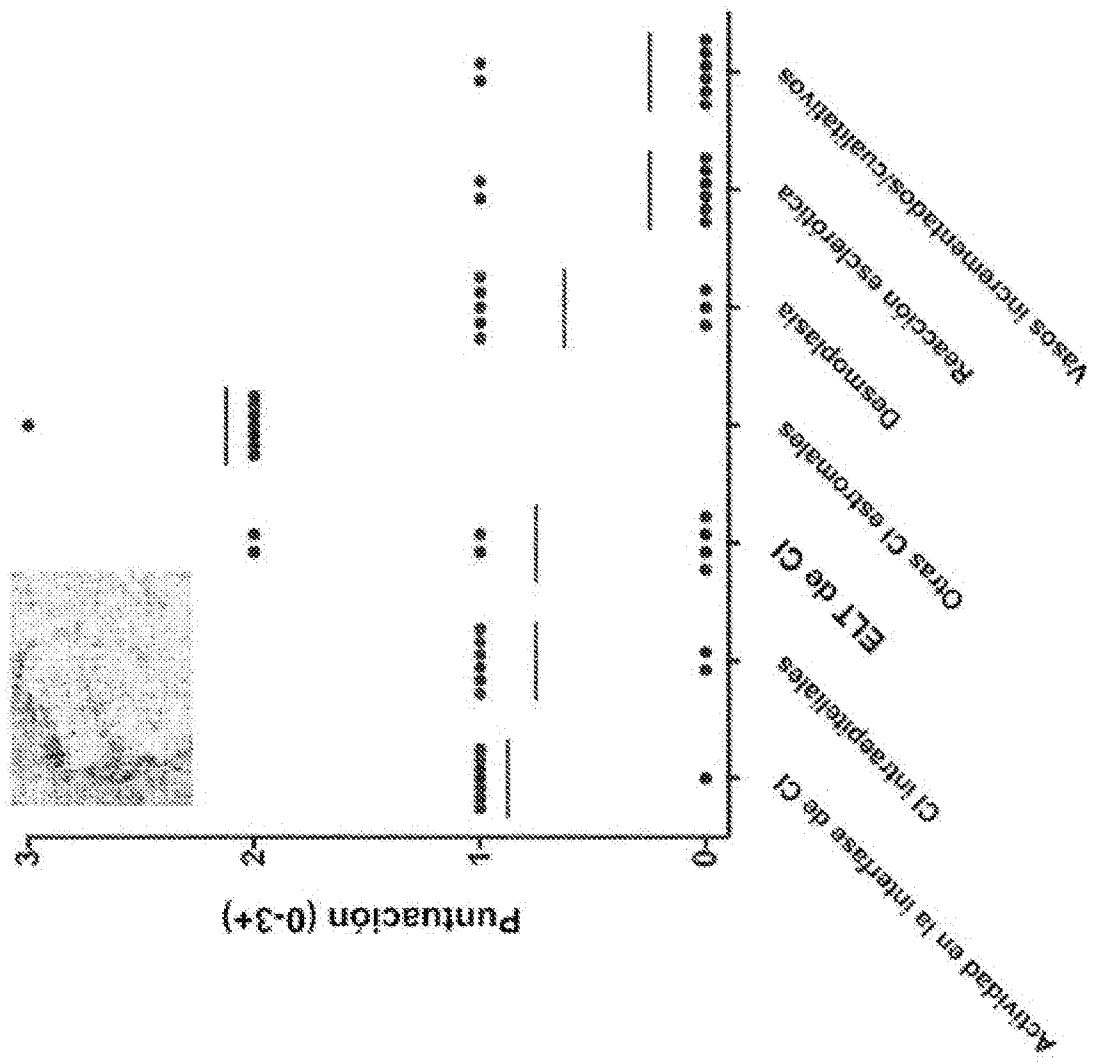 Puntuación (0-3+)
3
2
1
0
Actividad en la interfase de CI
CI intraepiteliales
ELT de CI
Otras CI estromales
Desmoplasia
Reacción esclerótica
Vasos incrementados/cualitativos